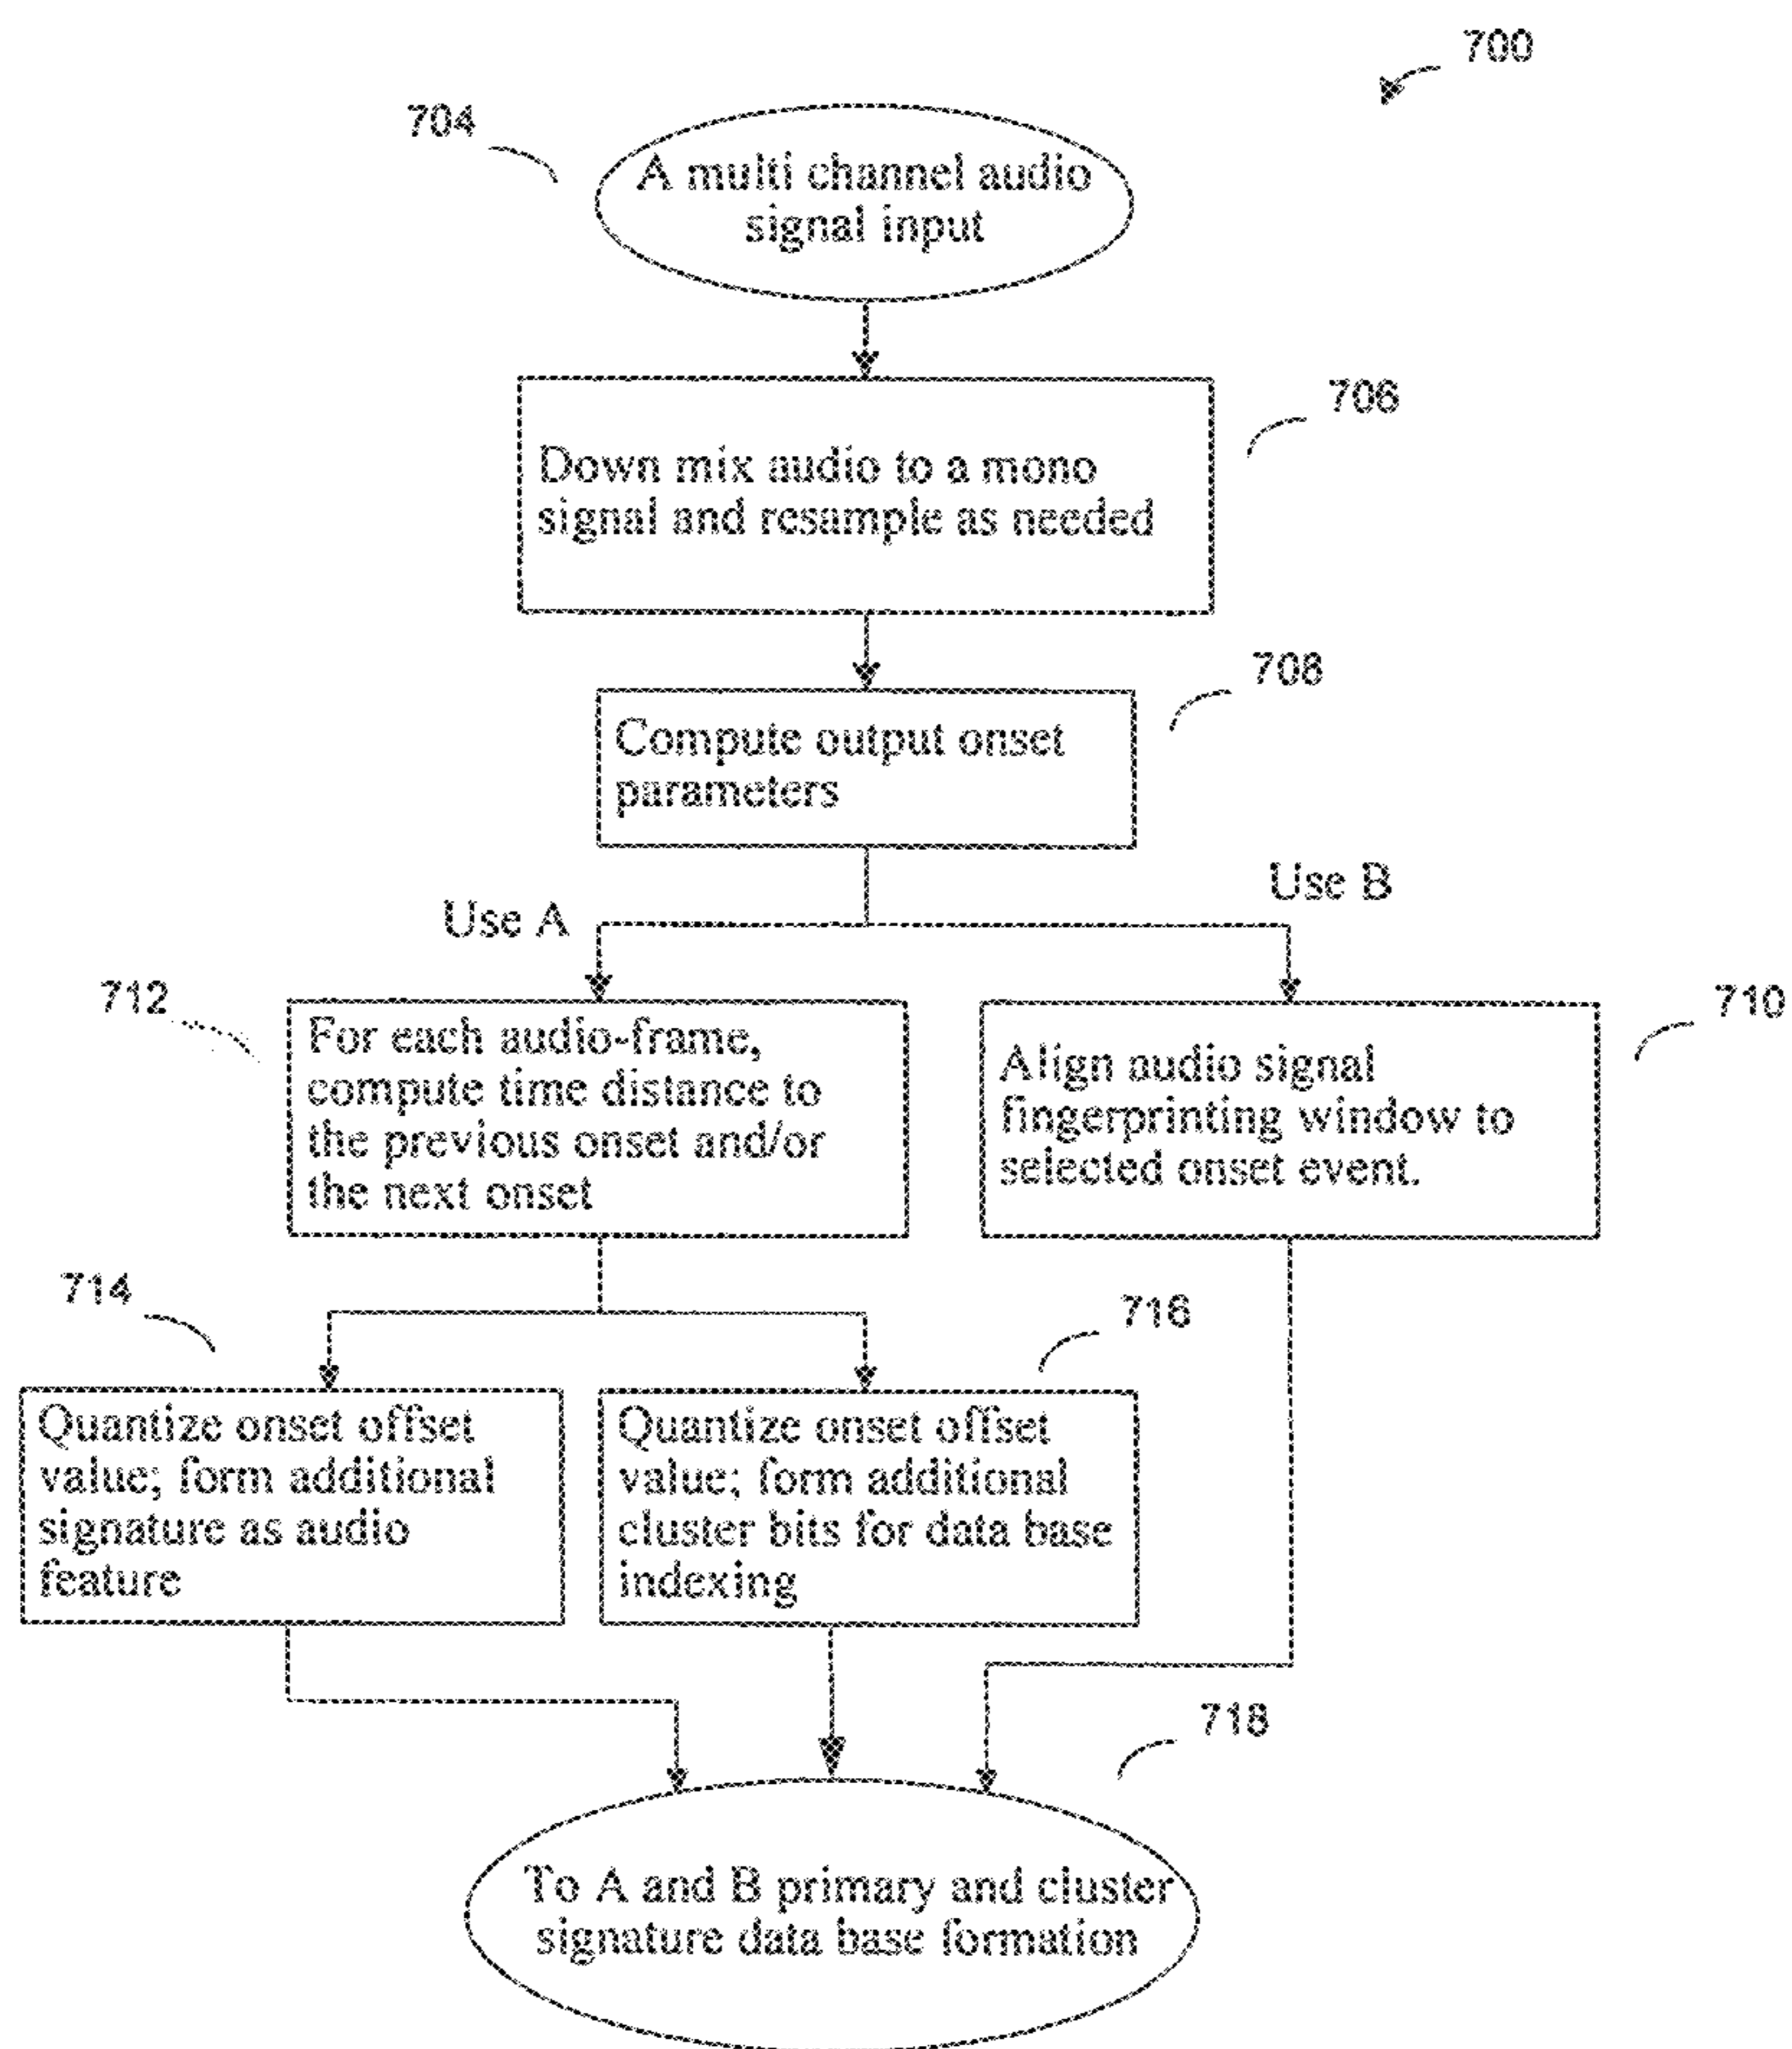 700
704
A multi channel audio
signal input
706
Down mix audio to a mono
signal and resample as needed
708
Compute output onset
parameters
Use A
Use B
712
For each audio-frame,
compute time distance to
the previous onset and/or
the next onset
710
Align audio signal
fingerprinting window to
selected onset event.
714
Quantize onset offset
value; form additional
signature as audio
feature
716
Quantize onset offset
value; form additional
cluster bits for data base
indexing
718
To A and B primary and cluster
signature data base formation